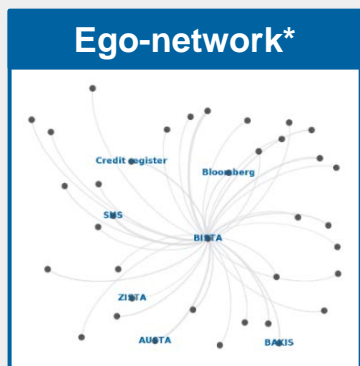 Ego-network*
Credit register
Bloomberg
SHS
BISTA
ZISTA
AUSTA
BAKIS